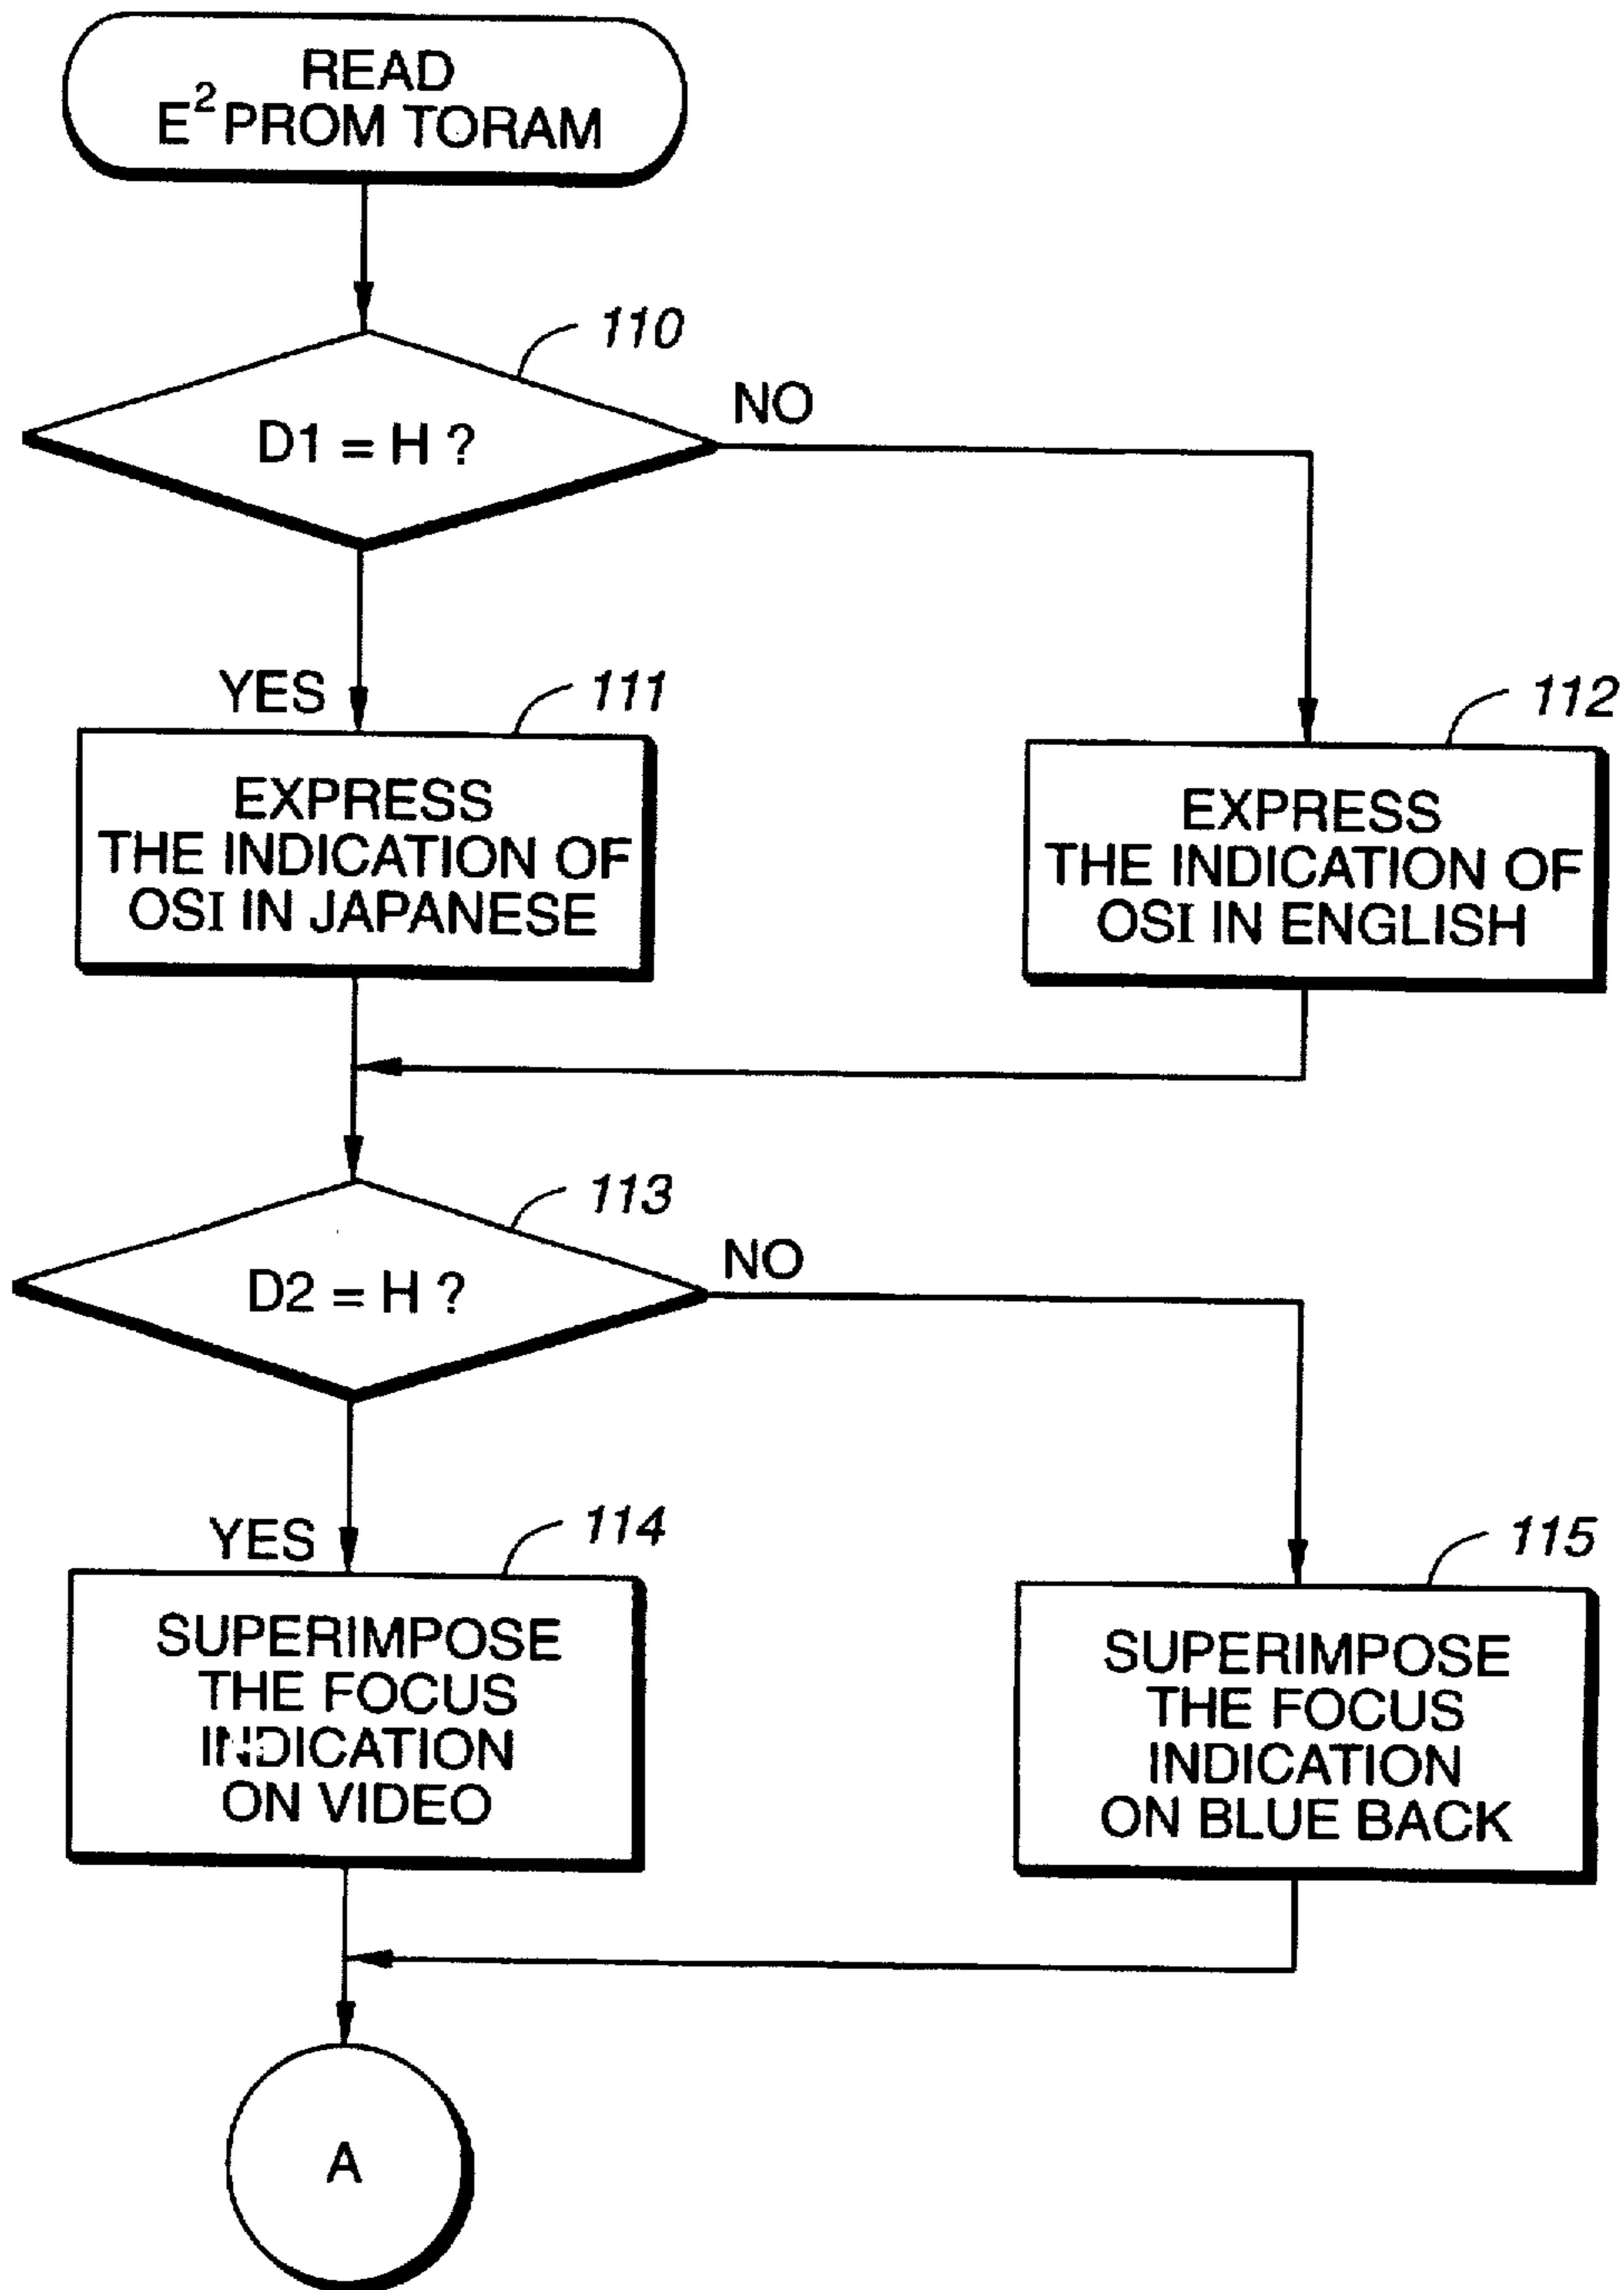 READ
E² PROM TORAM
110
D1 = H ?
NO
YES
111
EXPRESS
THE INDICATION OF
OSI IN JAPANESE
112
EXPRESS
THE INDICATION OF
OSI IN ENGLISH
113
D2 = H ?
NO
YES
114
SUPERIMPOSE
THE FOCUS
INDICATION
ON VIDEO
115
SUPERIMPOSE
THE FOCUS
INDICATION
ON BLUE BACK
A